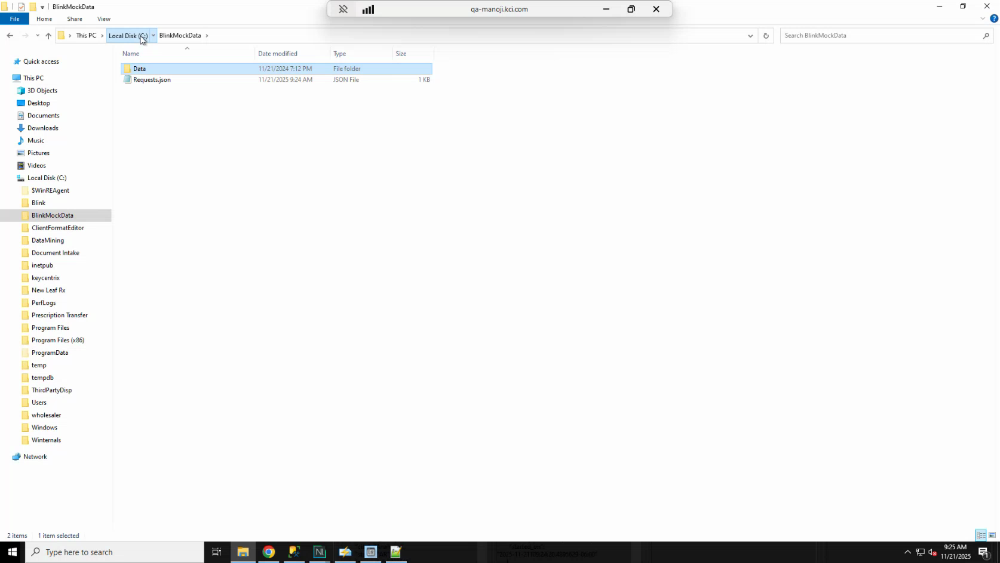 BlinkMockData
qa-manoji.kci.com
File
Home
Share
View
This PC
Local Disk (C:)
BlinkMockData
Search BlinkMockData
Name
Date modified
Type
Size
Data
11/21/2024 7:12 PM
File folder
Requests.json
11/21/2025 9:24 AM
JSON File
1 KB
Quick access
This PC
3D Objects
Desktop
Documents
Downloads
Music
Pictures
Videos
Local Disk (C:)
$WinREAgent
Blink
BlinkMockData
ClientFormatEditor
DataMining
Document Intake
inetpub
keycentrix
New Leaf Rx
PerfLogs
Prescription Transfer
Program Files
Program Files (x86)
ProgramData
temp
tempdb
ThirdPartyDisp
Users
wholesaler
Windows
Winternals
Network
2 items
1 item selected
Type here to search
9:25 AM
11/21/2025